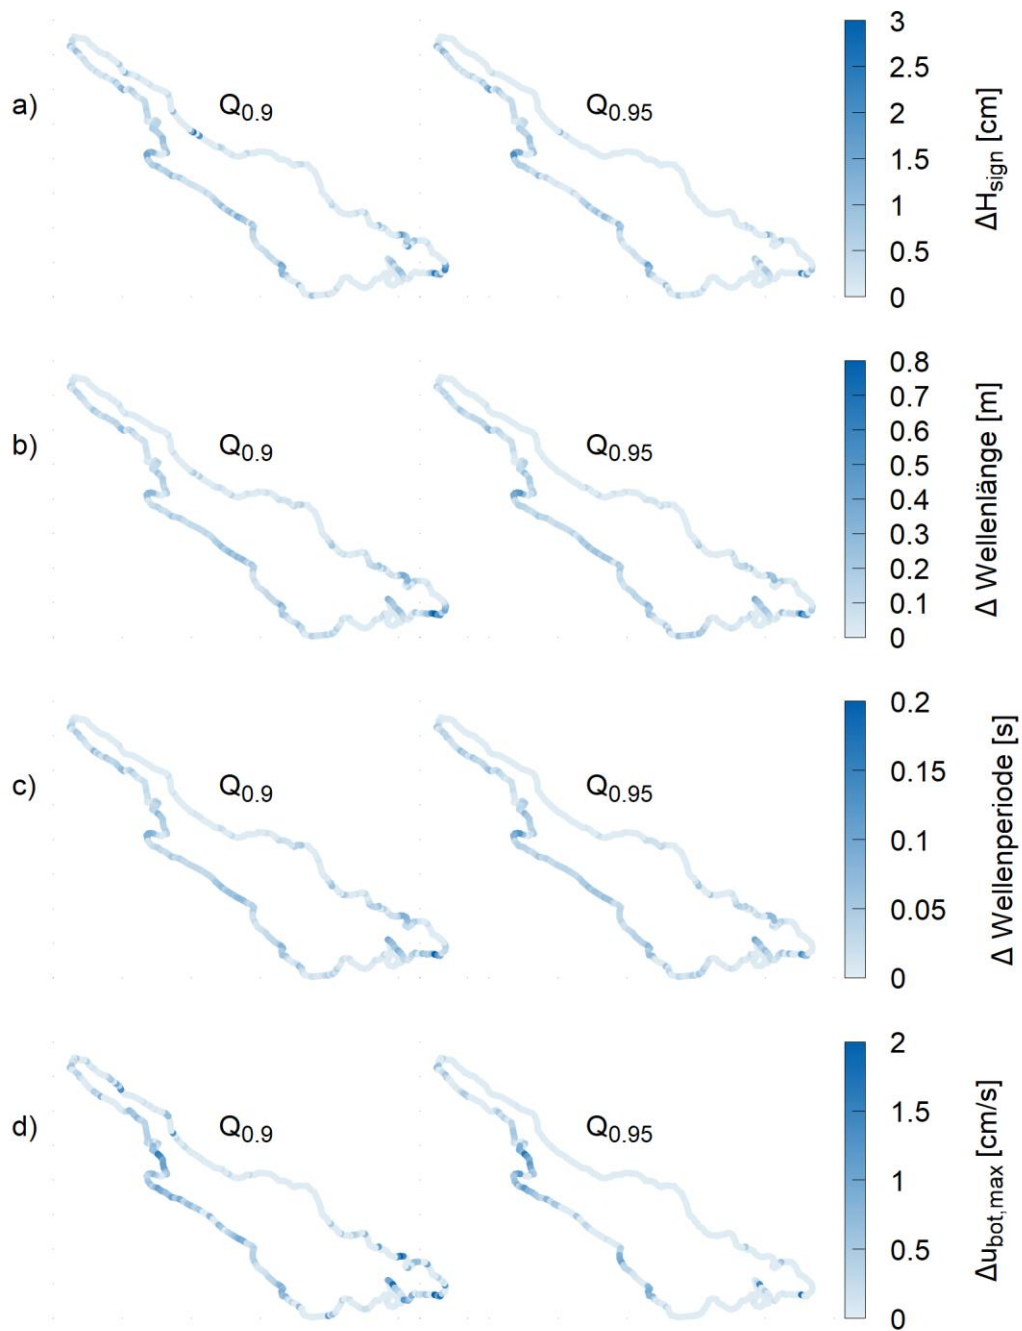 a)
Q0.9
Q0.95
3
2.5
2
1.5
1
0.5
0
ΔHsign [cm]
b)
Q0.9
Q0.95
0.8
0.7
0.6
0.5
0.4
0.3
0.2
0.1
0
Δ Wellenlänge [m]
c)
Q0.9
Q0.95
0.2
0.15
0.1
0.05
0
Δ Wellenperiode [s]
d)
Q0.9
Q0.95
2
1.5
1
0.5
0
Δubot,max [cm/s]